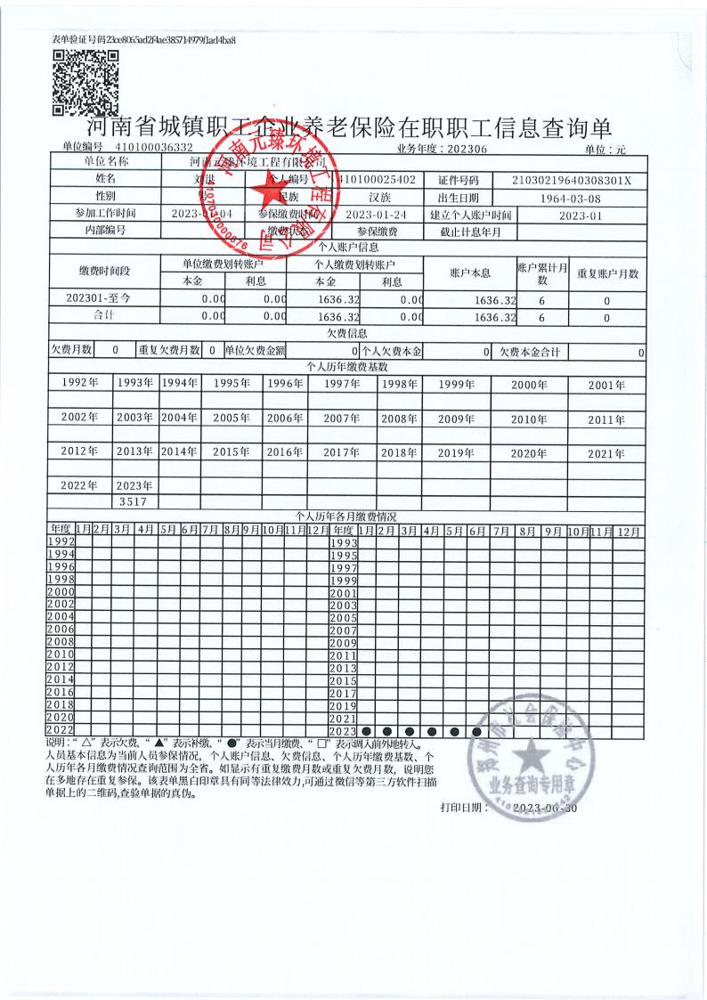 表单验证号码23ce8065ad2f4ae385714979f1ad4ba8
河南省城镇职工企业养老保险在职职工信息查询单
单位编号 410100036332 业务年度：202306 单位：元
单位名称 河南元臻环境工程有限公司
姓名 个人编号 410100025402 证件号码 21030219640308301X
性别 民族 汉族 出生日期 1964-03-08
参加工作时间 参保缴费时间 2023-01-24 建立个人账户时间 2023-01
内部编号 缴费状态 参保缴费 截止计息年月
个人账户信息
缴费时间段 单位缴费划转账户 个人缴费划转账户 账户本息 账户累计月数 重复账户月数
本金 利息 本金 利息
202301-至今 0.00 0.00 1636.32 0.00 1636.32 6 0
合计 0.00 0.00 1636.32 0.00 1636.32 6 0
欠费信息
欠费月数 0 重复欠费月数 0 单位欠费金额 0 个人欠费本金 0 欠费本金合计 0
个人历年缴费基数
1992年 1993年 1994年 1995年 1996年 1997年 1998年 1999年 2000年 2001年
2002年 2003年 2004年 2005年 2006年 2007年 2008年 2009年 2010年 2011年
2012年 2013年 2014年 2015年 2016年 2017年 2018年 2019年 2020年 2021年
2022年 2023年
3517
个人历年各月缴费情况
年度 1月 2月 3月 4月 5月 6月 7月 8月 9月 10月 11月 12月 年度 1月 2月 3月 4月 5月 6月 7月 8月 9月 10月 11月 12月
1992 1993
1994 1995
1996 1997
1998 1999
2000 2001
2002 2003
2004 2005
2006 2007
2008 2009
2010 2011
2012 2013
2014 2015
2016 2017
2018 2019
2020 2021
2022 2023 ● ● ● ● ● ●
说明：“ △” 表示欠费、“ ▲” 表示补缴、“ ●” 表示当月缴费、“ □” 表示调入前外地转入。
人员基本信息为当前人员参保情况，个人账户信息、欠费信息、个人历年缴费基数、个
人历年各月缴费情况查询范围为全省。如显示有重复缴费月数或重复欠费月数，说明您
在多地存在重复参保。该表单黑白印章具有同等法律效力，可通过微信等第三方软件扫描
单据上的二维码，查验单据的真伪。
打印日期： 2023-06-30
河南元臻环境工程有限公司
4107030000676
郑州市社会保险中心
业务查询专用章